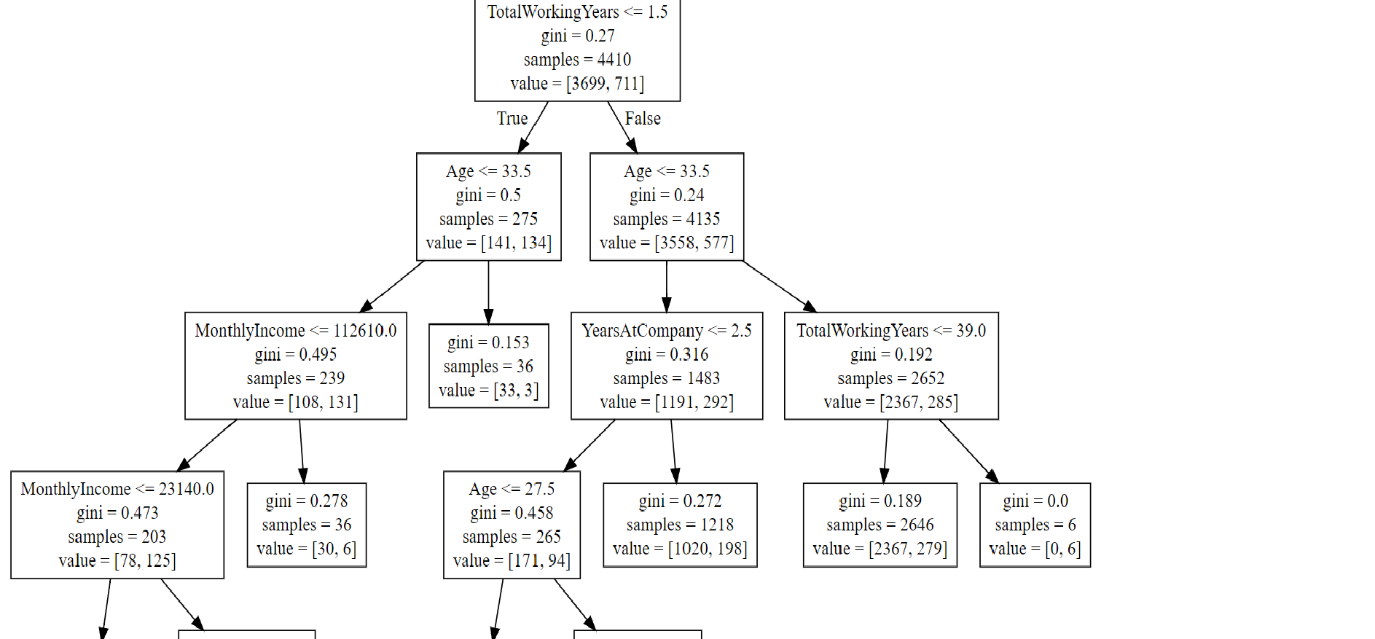 TotalWorkingYears <= 1.5
gini = 0.27
samples = 4410
value = [3699, 711]
True
False
Age <= 33.5
gini = 0.5
samples = 275
value = [141, 134]
Age <= 33.5
gini = 0.24
samples = 4135
value = [3558, 577]
MonthlyIncome <= 112610.0
gini = 0.495
samples = 239
value = [108, 131]
gini = 0.153
samples = 36
value = [33, 3]
YearsAtCompany <= 2.5
gini = 0.316
samples = 1483
value = [1191, 292]
TotalWorkingYears <= 39.0
gini = 0.192
samples = 2652
value = [2367, 285]
MonthlyIncome <= 23140.0
gini = 0.473
samples = 203
value = [78, 125]
gini = 0.278
samples = 36
value = [30, 6]
Age <= 27.5
gini = 0.458
samples = 265
value = [171, 94]
gini = 0.272
samples = 1218
value = [1020, 198]
gini = 0.189
samples = 2646
value = [2367, 279]
gini = 0.0
samples = 6
value = [0, 6]